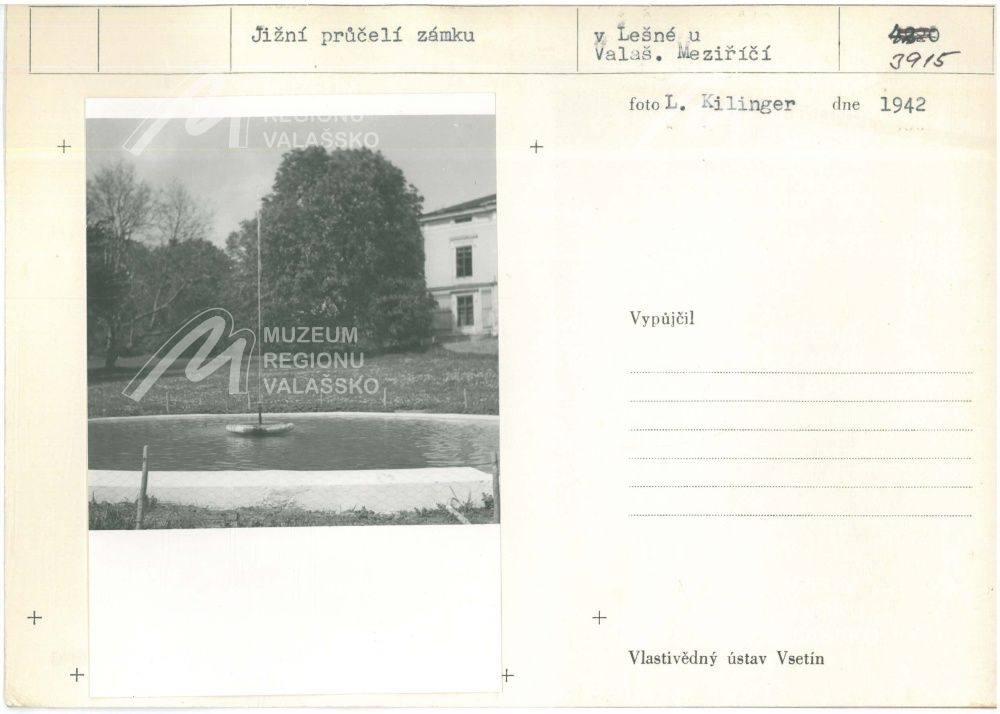 Jižní průčelí zámku
v Lešné u
Valaš. Meziříčí
3915
foto L. Kilinger dne 1942
REGIONU
VALAŠSKO
MUZEUM
REGIONU
VALAŠSKO
Vypůjčil
Vlastivědný ústav Vsetín